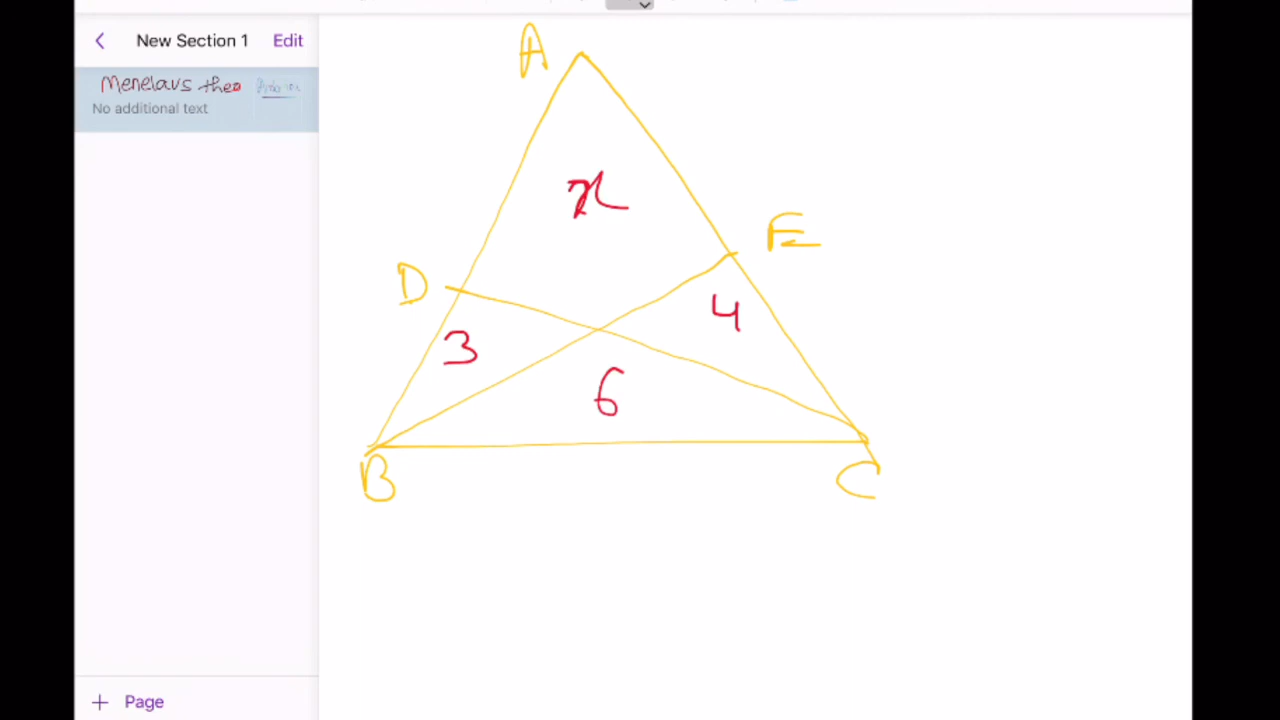 New Section 1 Edit
Menelaus theo
No additional text
A
x
E
D
4
3
6
B
C
+ Page